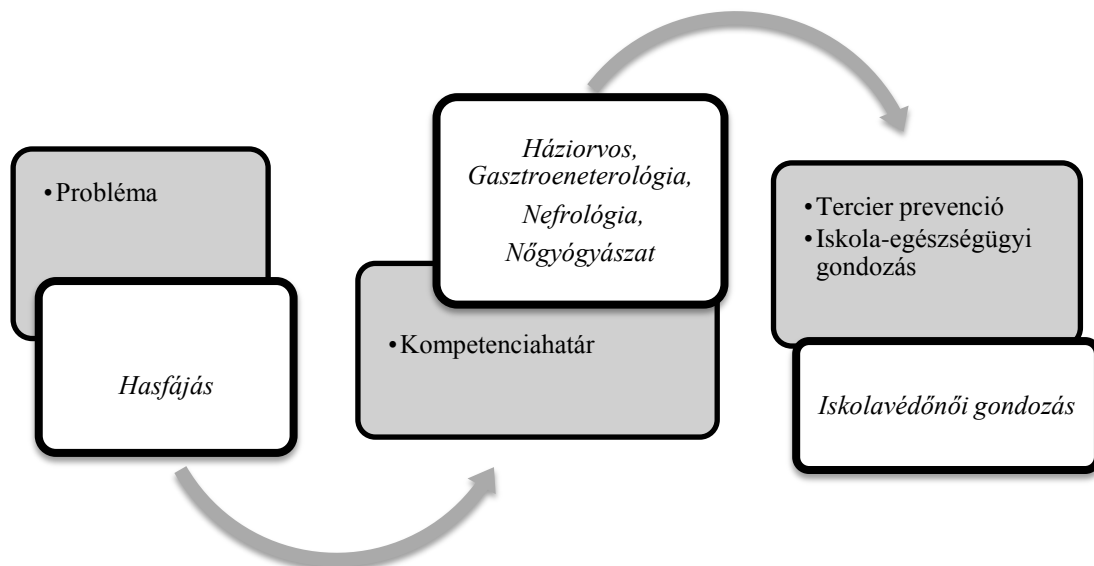 •Probléma
Hasfájás
Háziorvos,
Gasztroeneterológia,
Nefrológia,
Nőgyógyászat
•Kompetenciahatár
•Tercier prevenció
•Iskola-egészségügyi
gondozás
Iskolavédőnői gondozás